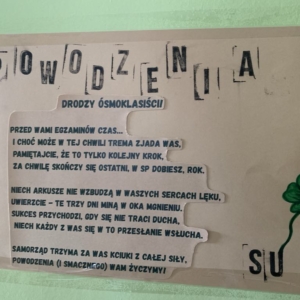 POWODZENIA
DRODZY ÓSMOKLASIŚCI!
PRZED WAMI EGZAMINÓW CZAS...
I CHOĆ MOŻE W TEJ CHWILI TREMA ZJADA WAS,
PAMIĘTAJCIE, ŻE TO TYLKO KOLEJNY KROK,
ZA CHWILĘ SKOŃCZY SIĘ OSTATNI, W SP DOBIESZ, ROK.
NIECH ARKUSZE NIE WZBUDZĄ W WASZYCH SERCACH LĘKU,
UWIERZCIE - TE TRZY DNI MINĄ W OKA MGNIENIU.
SUKCES PRZYCHODZI, GDY SIĘ NIE TRACI DUCHA,
NIECH KAŻDY Z WAS SIĘ W TO PRZESŁANIE WSŁUCHA.
SAMORZĄD TRZYMA ZA WAS KCIUKI Z CAŁEJ SIŁY,
POWODZENIA (I SMACZNEGO) WAM ŻYCZYMY!
SU